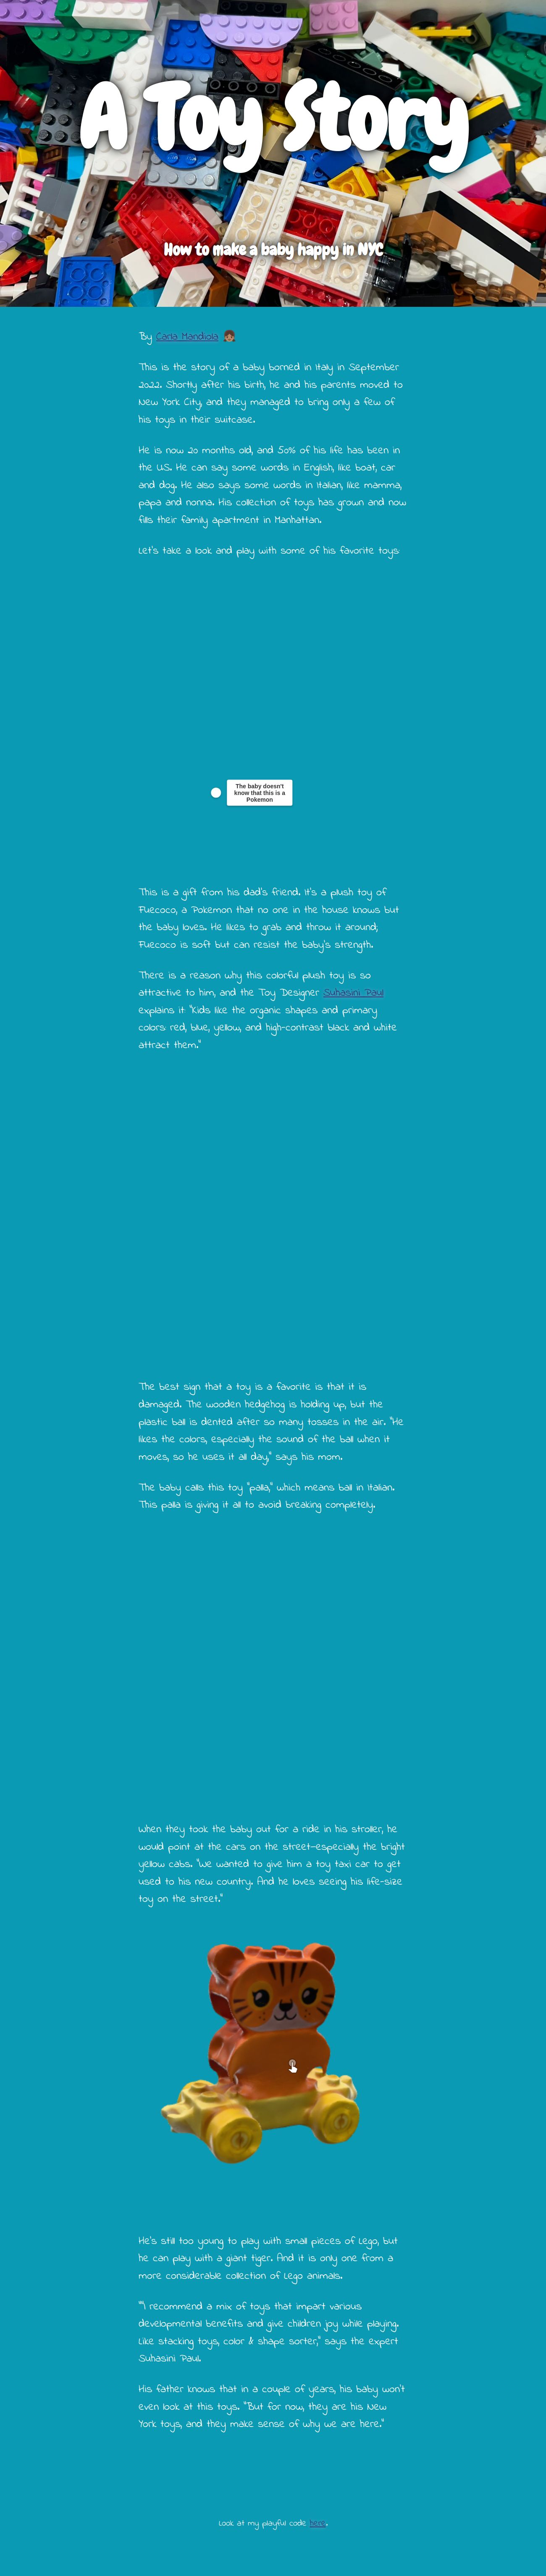 A Toy Story
How to make a baby happy in NYC
By Carla Mandiola
This is the story of a baby borned in Italy in September
2022. Shortly after his birth, he and his parents moved to
New York City, and they managed to bring only a few of
his toys in their suitcase.
He is now 20 months old, and 50% of his life has been in
the US. He can say some words in English, like boat, car
and dog. He also says some words in Italian, like mamma,
papa and nonna. His collection of toys has grown and now
fills their family apartment in Manhattan.
Let's take a look and play with some of his favorite toys:
The baby doesn't
know that this is a
Pokemon
This is a gift from his dad's friend. It's a plush toy of
Fuecoco, a Pokemon that no one in the house knows but
the baby loves. He likes to grab and throw it around;
Fuecoco is soft but can resist the baby's strength.
There is a reason why this colorful plush toy is so
attractive to him, and the Toy Designer Suhasini Paul
explains it: "Kids like the organic shapes and primary
colors: red, blue, yellow, and high-contrast black and white
attract them."
The best sign that a toy is a favorite is that it is
damaged. The wooden hedgehog is holding up, but the
plastic ball is dented after so many tosses in the air. "He
likes the colors, especially the sound of the ball when it
moves, so he uses it all day," says his mom.
The baby calls this toy "palla," which means ball in Italian.
This palla is giving it all to avoid breaking completely.
When they took the baby out for a ride in his stroller, he
would point at the cars on the street—especially the bright
yellow cabs. "We wanted to give him a toy taxi car to get
used to his new country. And he loves seeing his life-size
toy on the street."
He's still too young to play with small pieces of Lego, but
he can play with a giant tiger. And it is only one from a
more considerable collection of Lego animals.
""I recommend a mix of toys that impart various
developmental benefits and give children joy while playing.
Like stacking toys, color & shape sorter," says the expert
Suhasini Paul.
His father knows that in a couple of years, his baby won't
even look at this toys. "But for now, they are his New
York toys, and they make sense of why we are here."
Look at my playful code here.